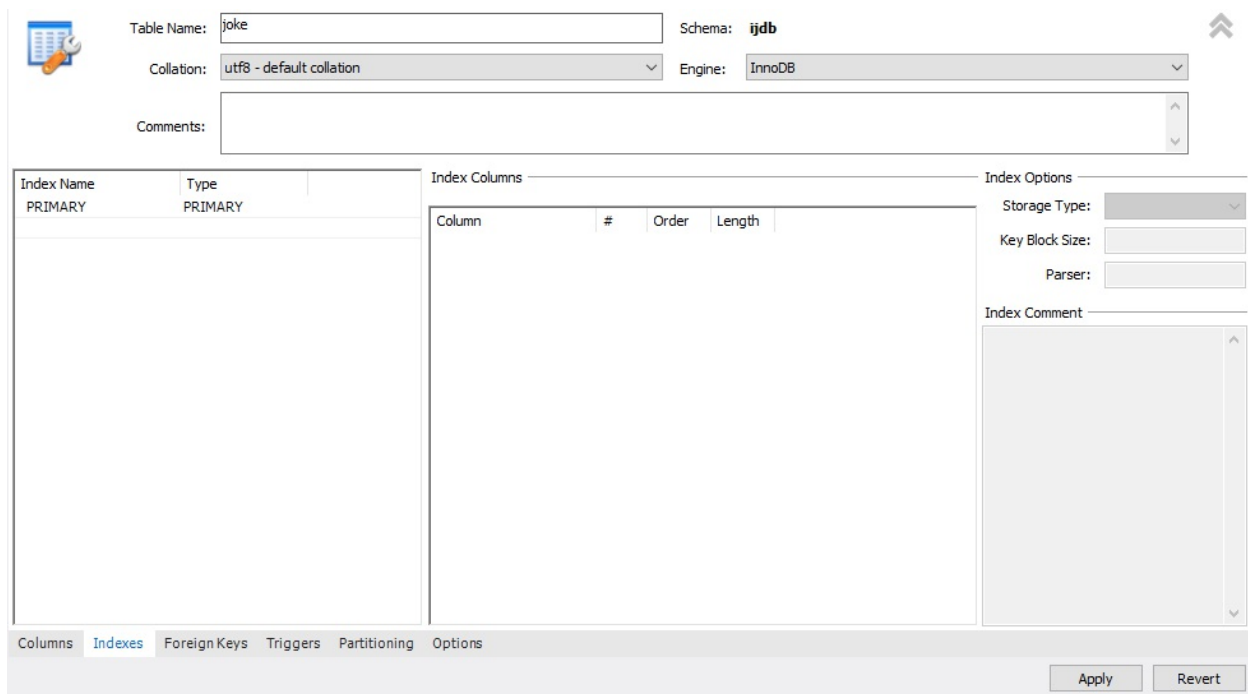 Table Name: joke Schema: ijdb
Collation: utf8 - default collation Engine: InnoDB
Comments:
Index Name Type
PRIMARY PRIMARY
Index Columns
Column # Order Length
Index Options
Storage Type:
Key Block Size:
Parser:
Index Comment
Columns Indexes Foreign Keys Triggers Partitioning Options
Apply Revert